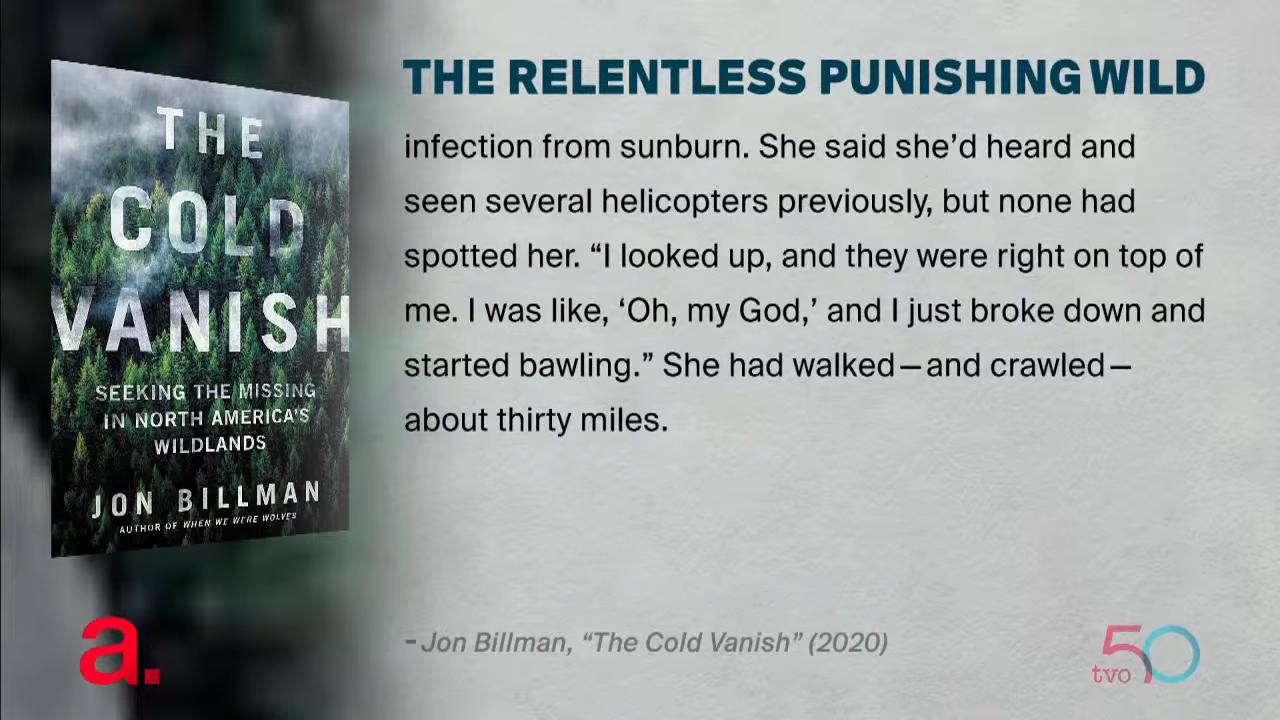 THE
COLD
VANISH
SEEKING THE MISSING
IN NORTH AMERICA'S
WILDLANDS
JON BILLMAN
AUTHOR OF WHEN WE WERE WOLVES
THE RELENTLESS PUNISHING WILD
infection from sunburn. She said she’d heard and
seen several helicopters previously, but none had
spotted her. “I looked up, and they were right on top of
me. I was like, ‘Oh, my God,’ and I just broke down and
started bawling.” She had walked—and crawled—
about thirty miles.
- Jon Billman, “The Cold Vanish” (2020)
a.
tvo 50